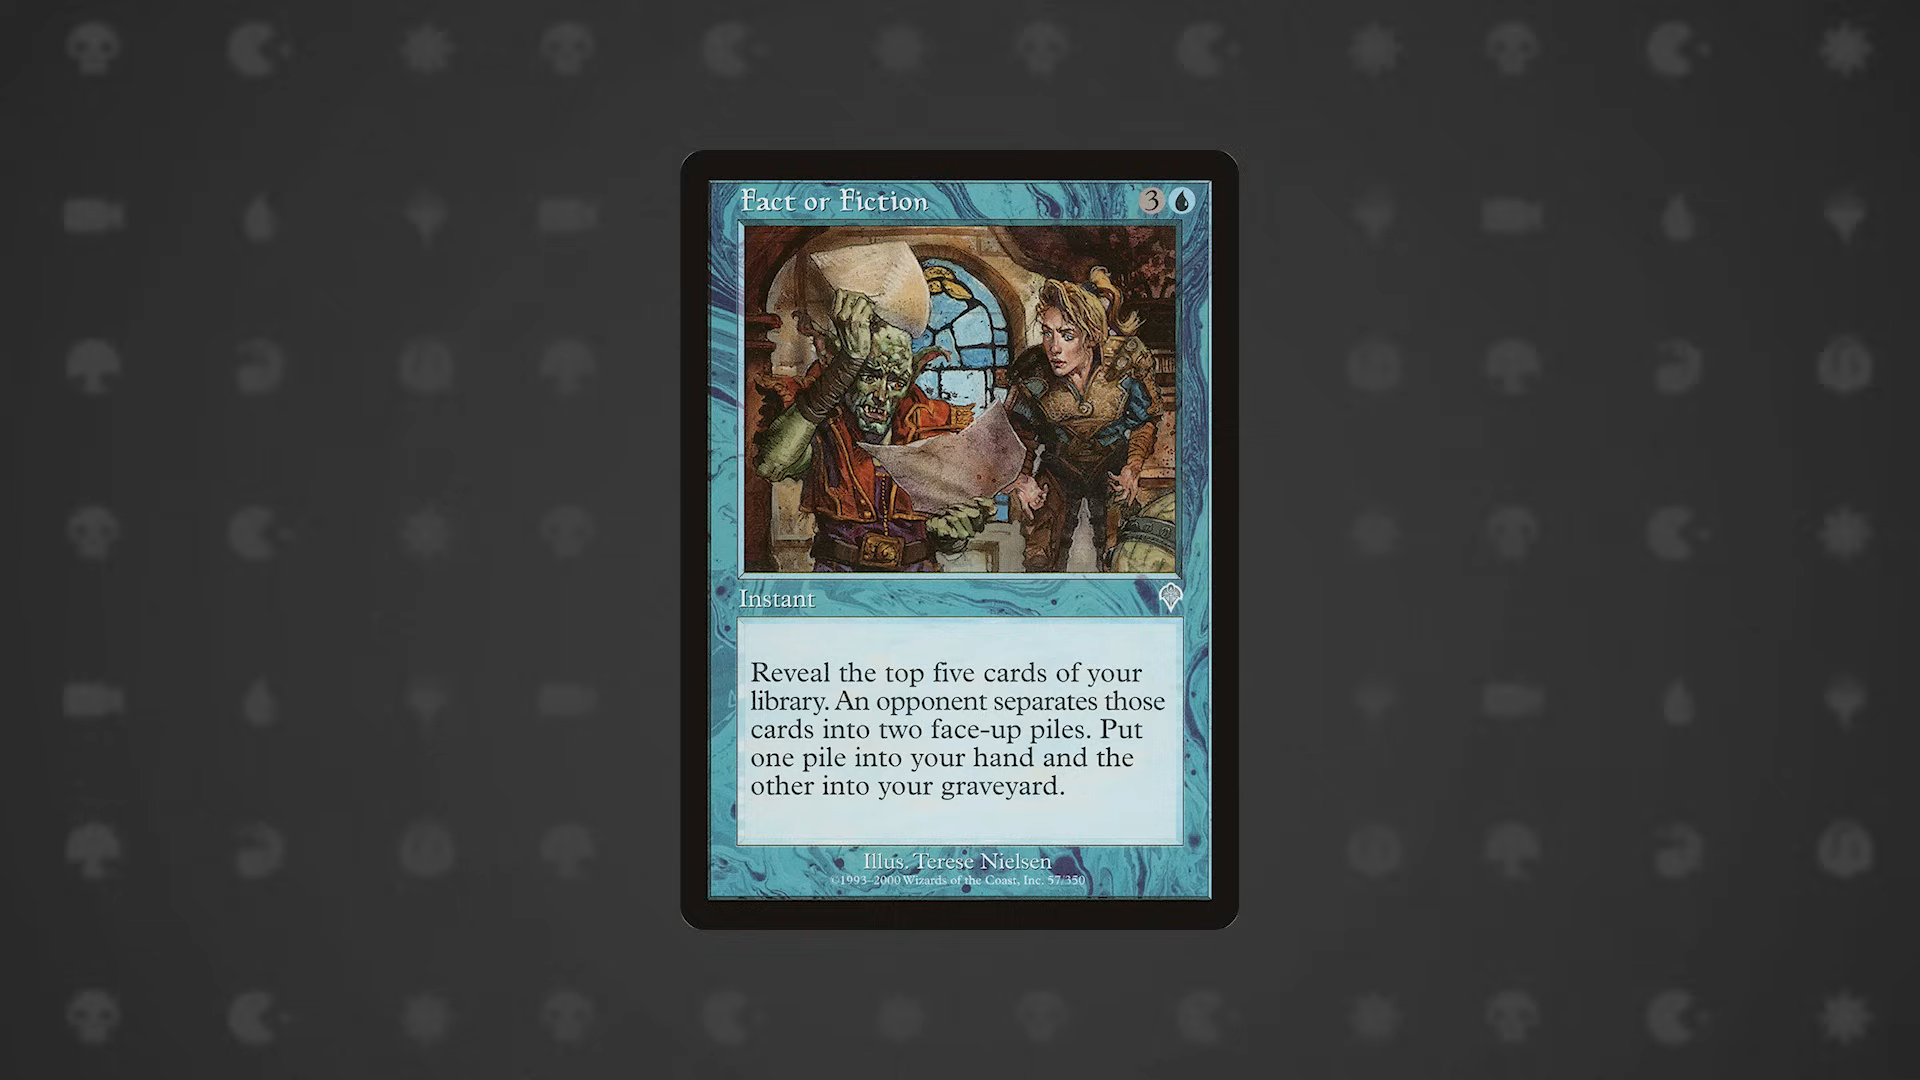 Fact or Fiction 3
Instant
Reveal the top five cards of your
library. An opponent separates those
cards into two face-up piles. Put
one pile into your hand and the
other into your graveyard.
Illus. Terese Nielsen
©1993–2000 Wizards of the Coast, Inc. 57/350